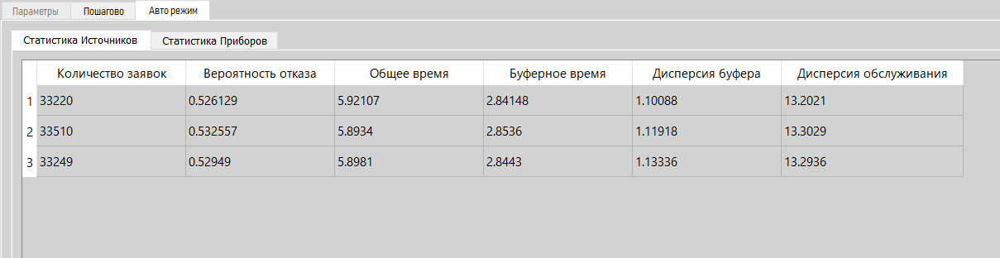 Параметры Пошагово Авто режим
Статистика Источников Статистика Приборов
Количество заявок Вероятность отказа Общее время Буферное время Дисперсия буфера Дисперсия обслуживания
1 33220 0.526129 5.92107 2.84148 1.10088 13.2021
2 33510 0.532557 5.8934 2.8536 1.11918 13.3029
3 33249 0.52949 5.8981 2.8443 1.13336 13.2936